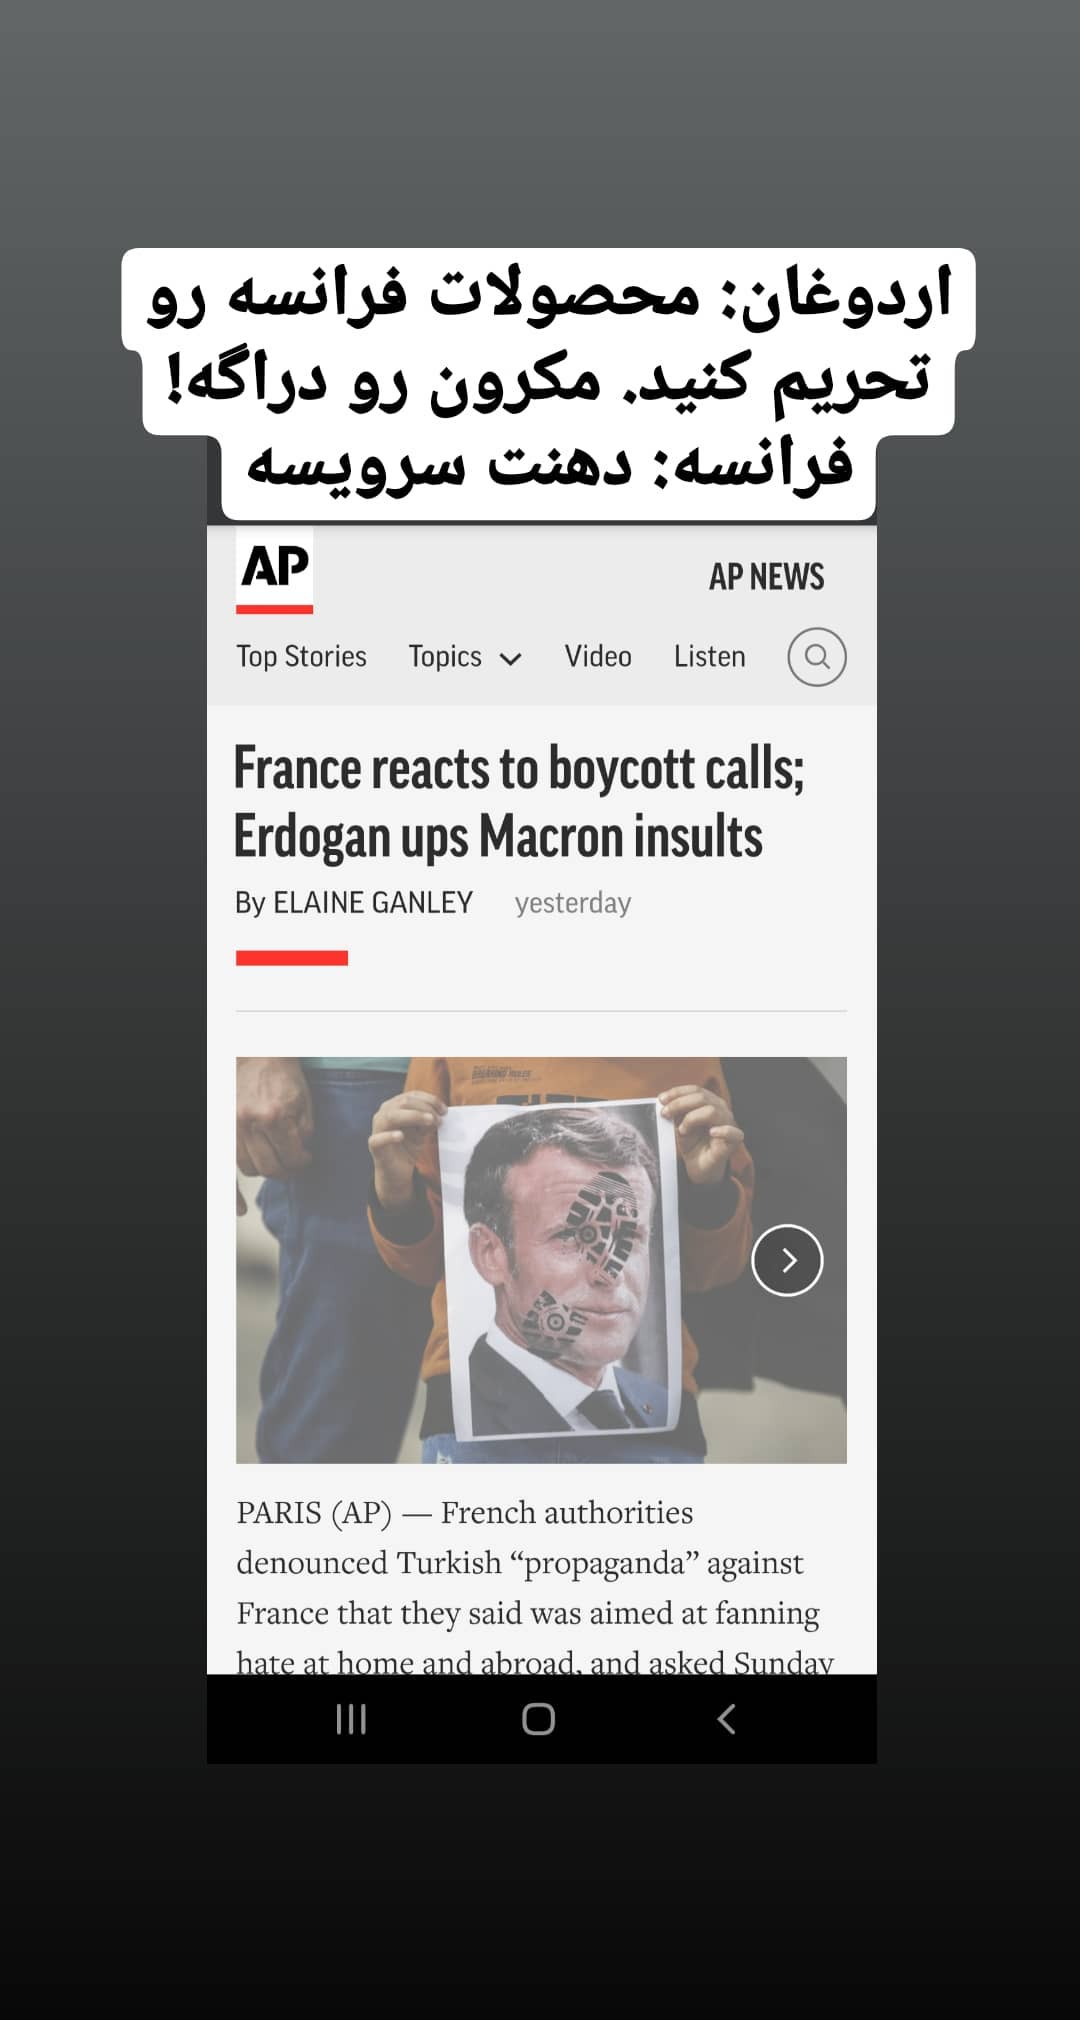 اردوغان: محصولات فرانسه رو
تحریم کنید. مکرون رو دراگه!
فرانسه: دهنت سرویسه
AP
AP NEWS
Top Stories Topics Video Listen
France reacts to boycott calls;
Erdogan ups Macron insults
By ELAINE GANLEY yesterday
BREAKING RULES
PARIS (AP) — French authorities
denounced Turkish “propaganda” against
France that they said was aimed at fanning
hate at home and abroad, and asked Sunday